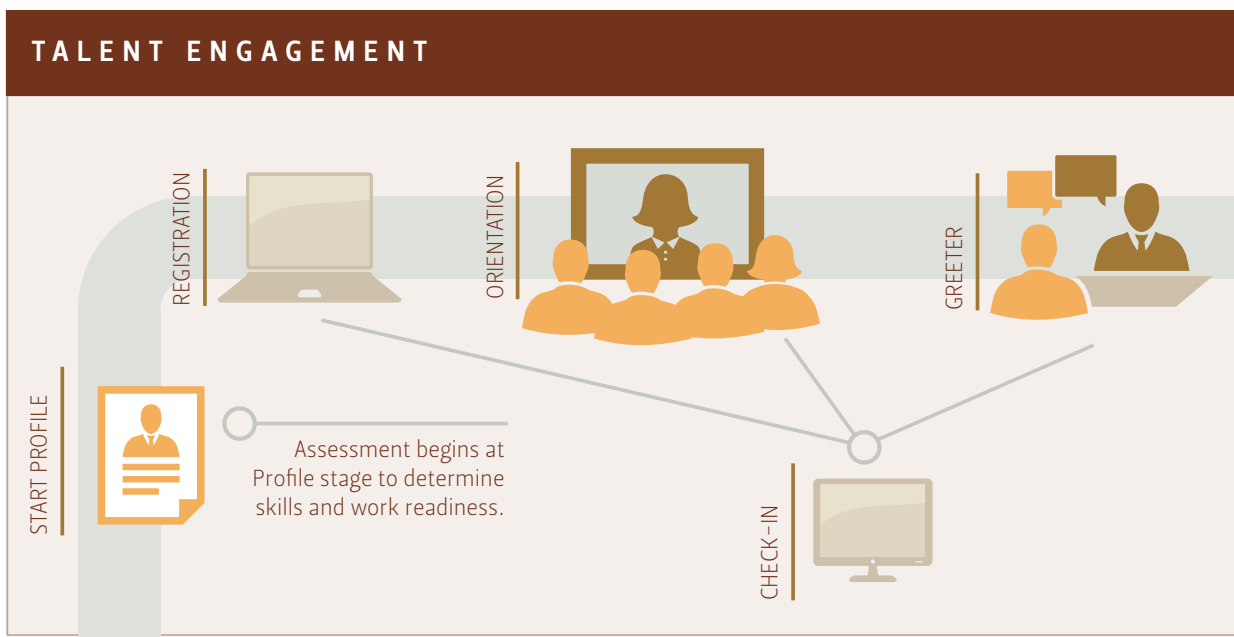 TALENT ENGAGEMENT
REGISTRATION
ORIENTATION
GREETER
START PROFILE
Assessment begins at
Profile stage to determine
skills and work readiness.
CHECK-IN